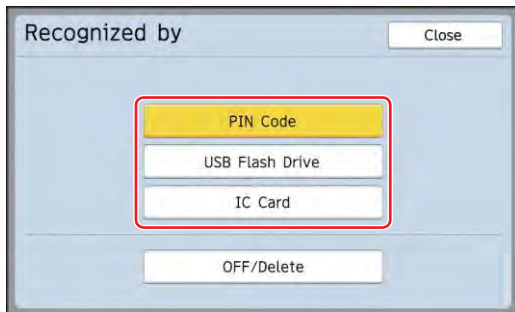 Recognized by
Close
PIN Code
USB Flash Drive
IC Card
OFF/Delete